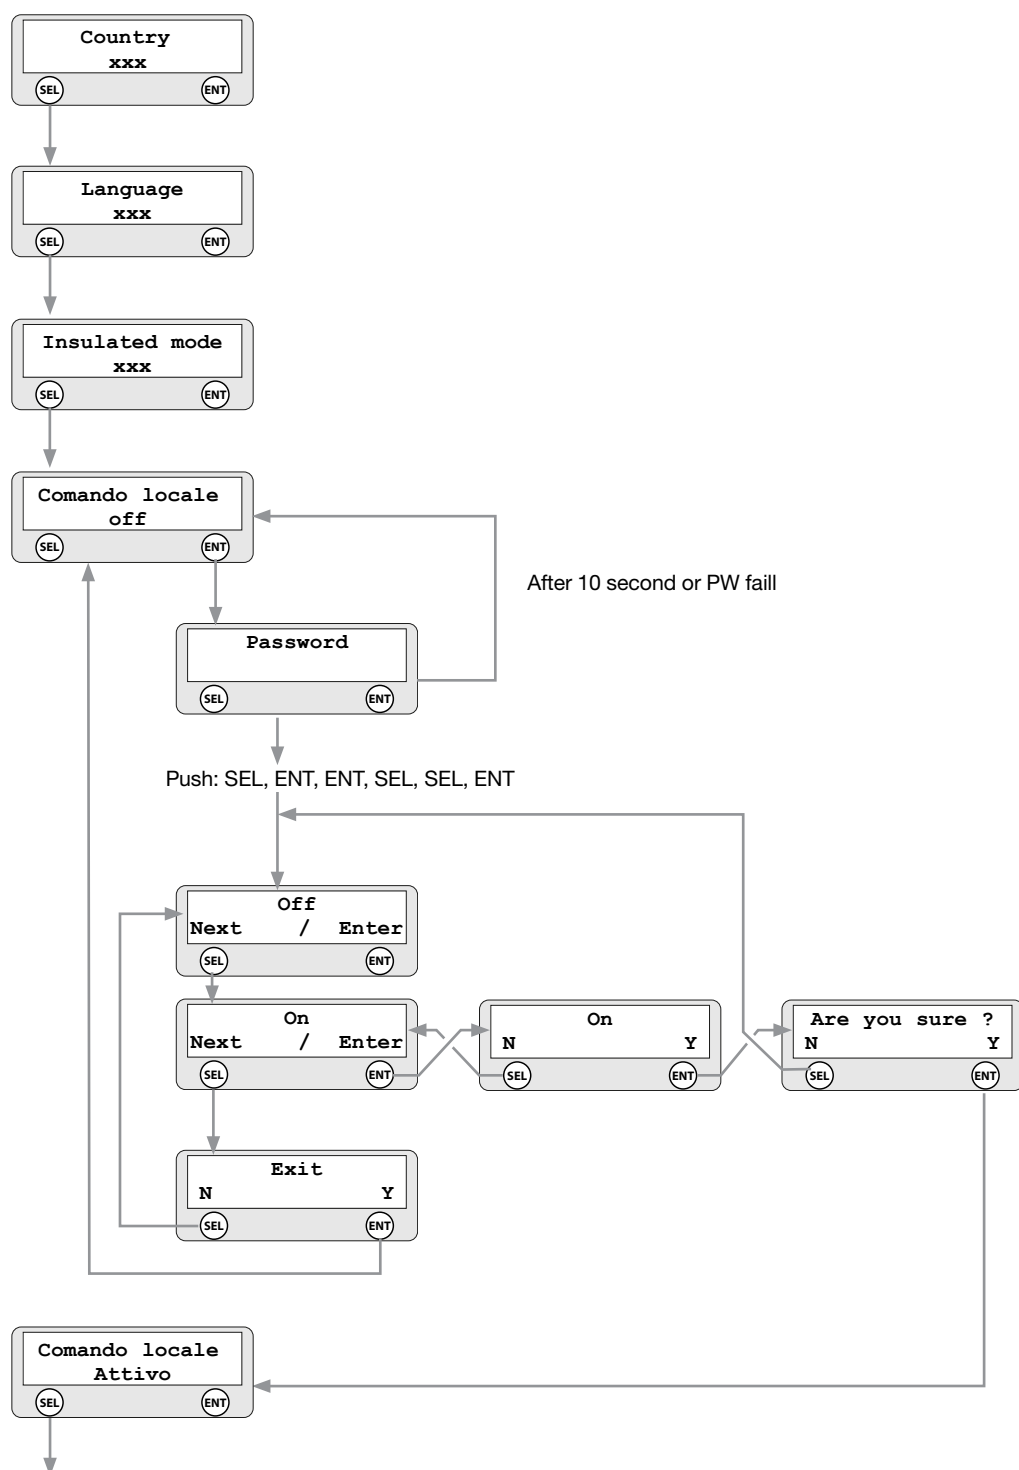 Country
xxx
SEL ENT
Language
xxx
SEL ENT
Insulated mode
xxx
SEL ENT
Comando locale
off
SEL ENT
After 10 second or PW faill
Password
SEL ENT
Push: SEL, ENT, ENT, SEL, SEL, ENT
Off
Next / Enter
SEL ENT
On
Next / Enter
SEL ENT
On
N Y
SEL ENT
Are you sure ?
N Y
SEL ENT
Exit
N Y
SEL ENT
Comando locale
Attivo
SEL ENT